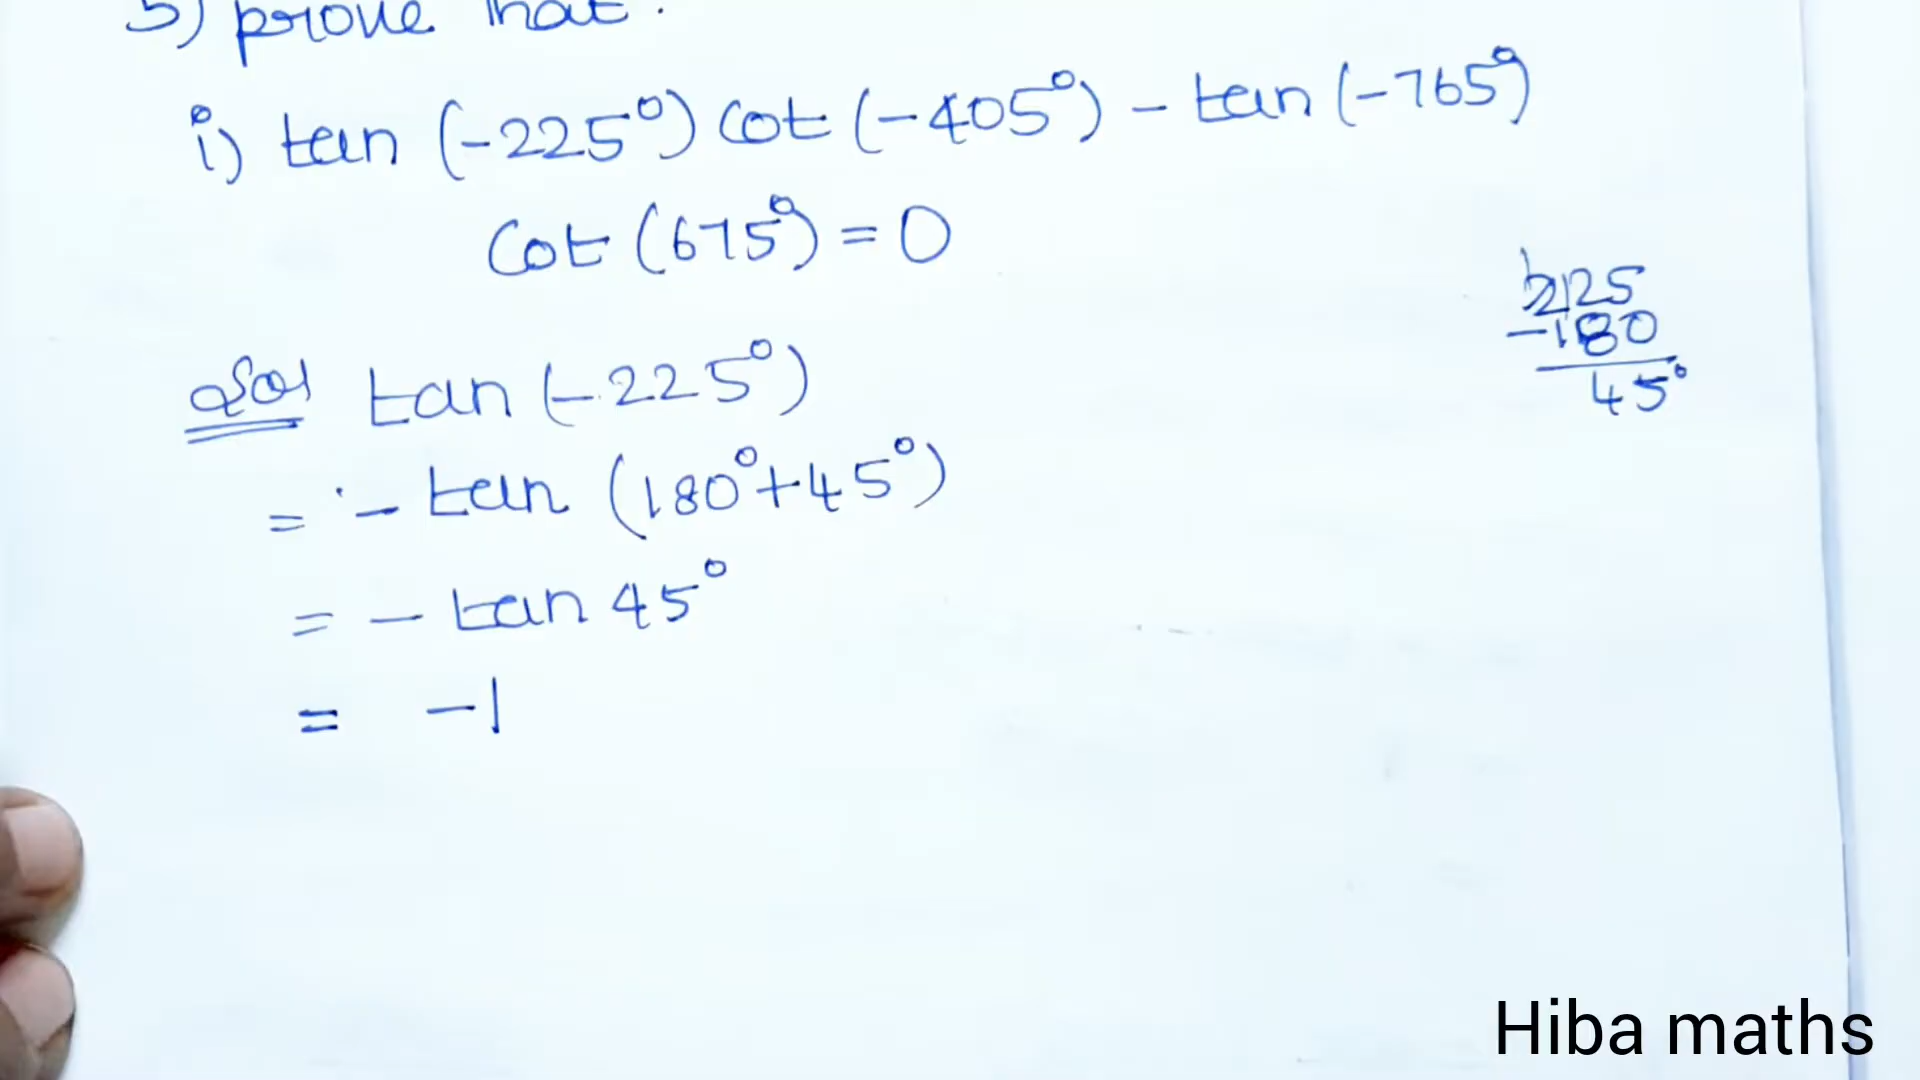 5) prove that :
i) tan (-225°) cot (-405°) - tan (-765°)
cot (675°) = 0
225
-180
45°
Sol tan (-225°)
= - tan (180°+45°)
= - tan 45°
= -1
Hiba maths